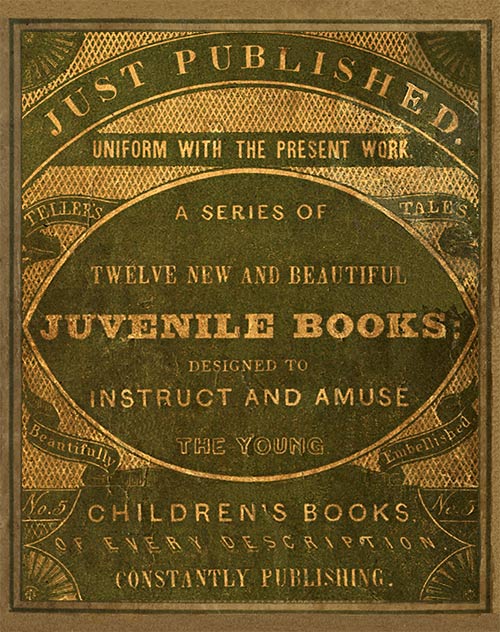 JUST PUBLISHED.
UNIFORM WITH THE PRESENT WORK.
TELLER'S
TALES
A SERIES OF
TWELVE NEW AND BEAUTIFUL
JUVENILE BOOKS;
DESIGNED TO
INSTRUCT AND AMUSE
THE YOUNG
Beautifully
Embellished
No. 5
No. 5
CHILDREN'S BOOKS,
OF EVERY DESCRIPTION,
CONSTANTLY PUBLISHING.